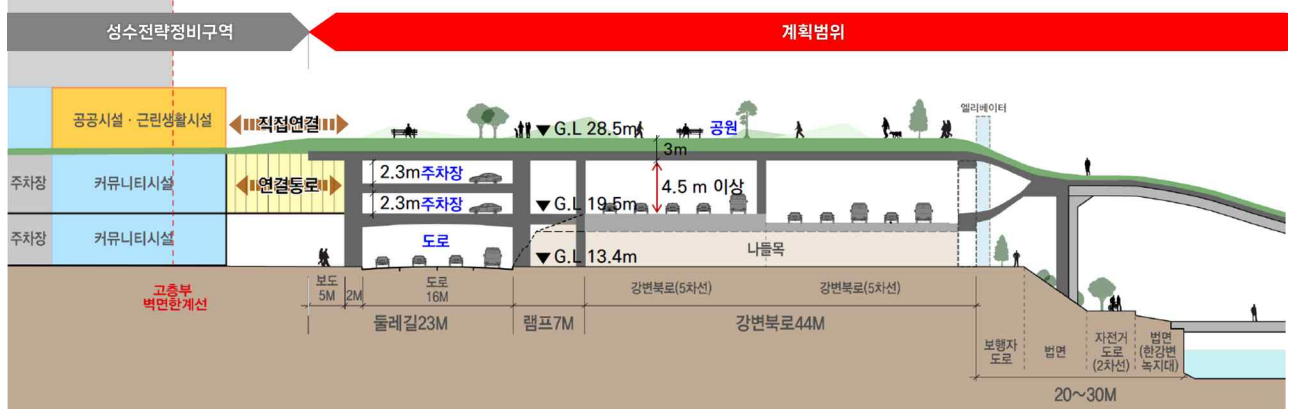 성수전략정비구역
계획범위
엘리베이터
공공시설 · 근린생활시설
직접연결
▼ G.L 28.5m
공원
3m
주차장
커뮤니티시설
연결통로
2.3m주차장
4.5 m 이상
2.3m주차장
▼ G.L 19.5m
주차장
커뮤니티시설
도로
나들목
▼ G.L 13.4m
고층부
벽면한계선
보도
5M
2M
도로
16M
강변북로(5차선)
강변북로(5차선)
둘레길23M
램프7M
강변북로44M
보행자
도로
법면
자전거
도로
(2차선)
법면
(한강변
녹지대)
20~30M